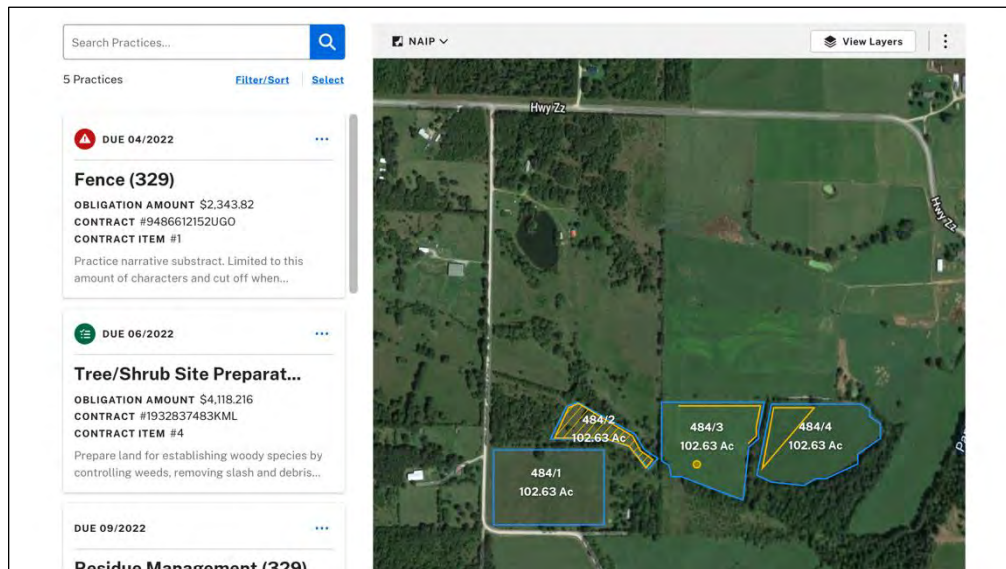 Search Practices...
5 Practices
Filter/Sort
Select
DUE 04/2022
Fence (329)
OBLIGATION AMOUNT $2,343.82
CONTRACT #9486612152UGO
CONTRACT ITEM #1
Practice narrative substract. Limited to this
amount of characters and cut off when...
DUE 06/2022
Tree/Shrub Site Preparat...
OBLIGATION AMOUNT $4,118.216
CONTRACT #1932837483KML
CONTRACT ITEM #4
Prepare land for establishing woody species by
controlling weeds, removing slash and debris...
DUE 09/2022
Residue Management (329)
NAIP
View Layers
Hwy Zz
Hwy Zz
484/2
102.63 Ac
484/3
102.63 Ac
484/4
102.63 Ac
484/1
102.63 Ac